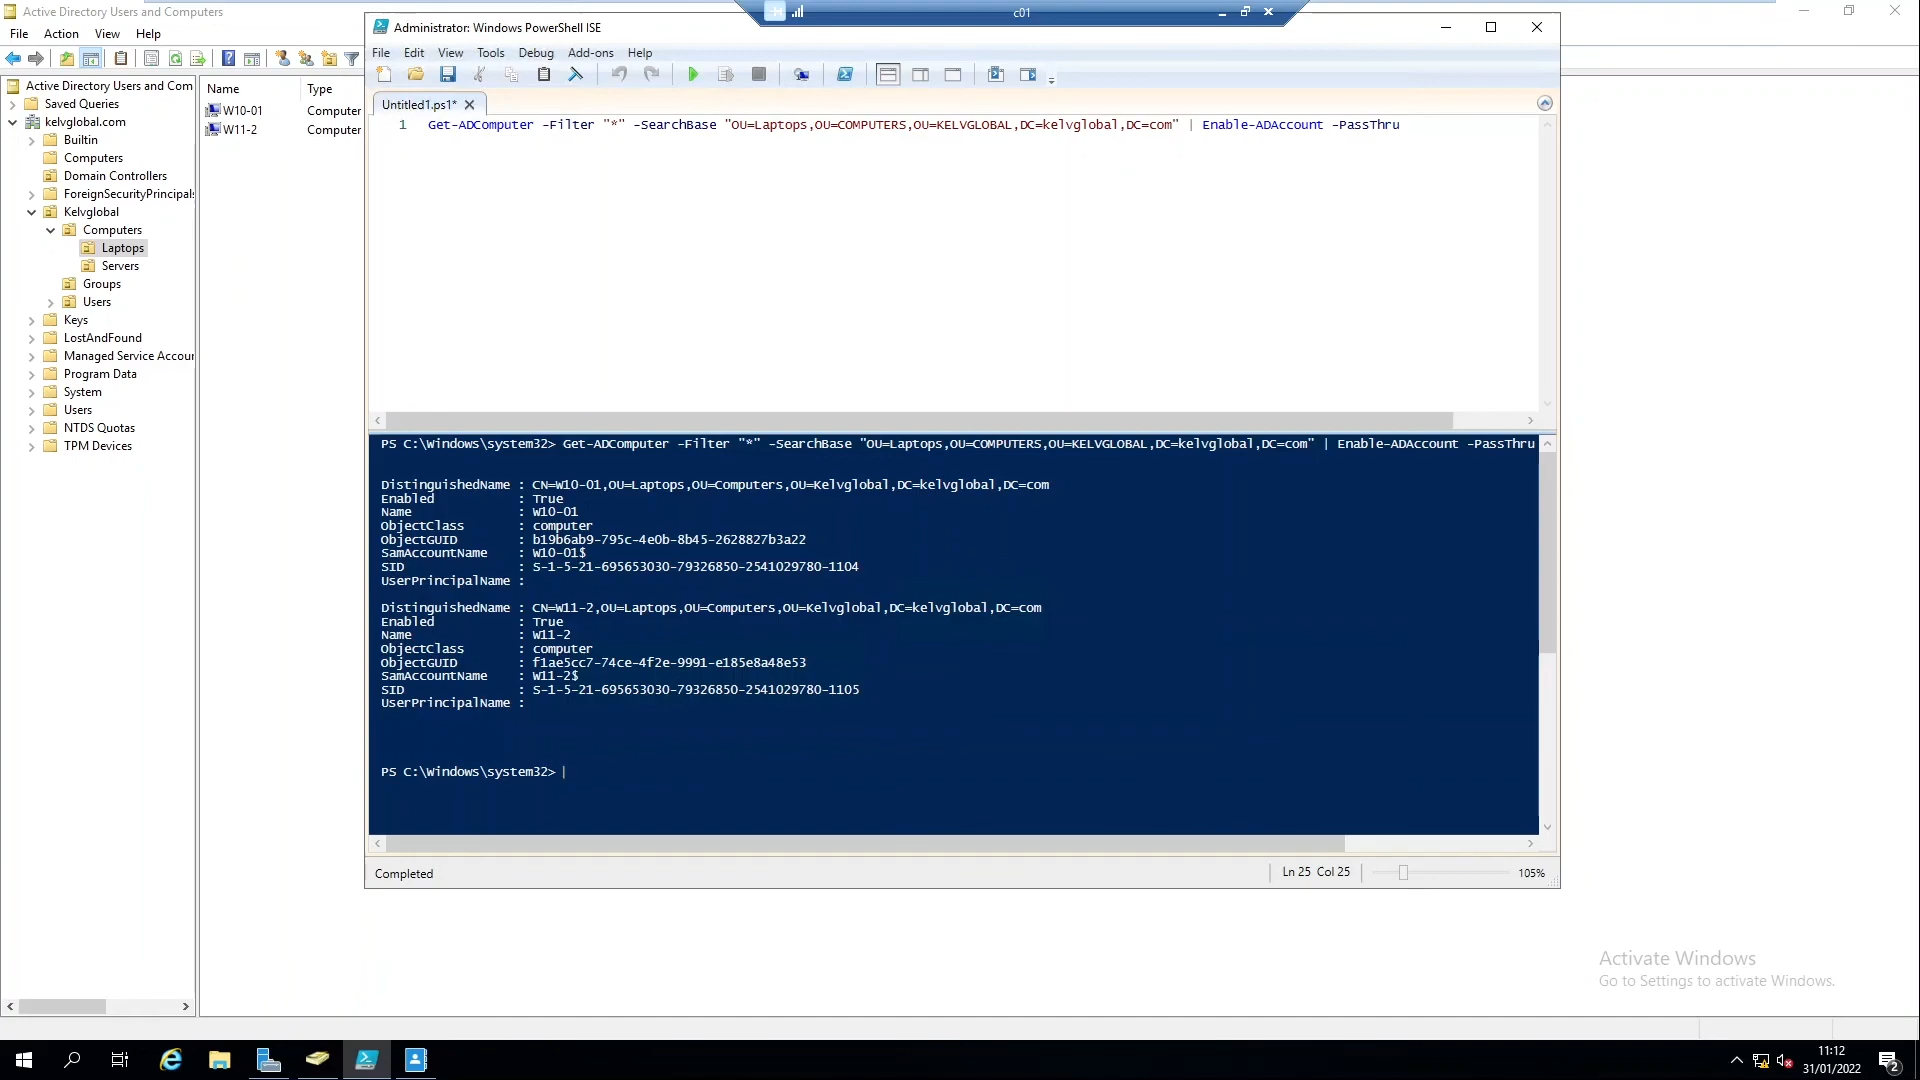 Active Directory Users and Computers
File Action View Help
Active Directory Users and Com
Saved Queries
kelvglobal.com
Builtin
Computers
Domain Controllers
ForeignSecurityPrincipals
Kelvglobal
Computers
Laptops
Servers
Groups
Users
Keys
LostAndFound
Managed Service Accour
Program Data
System
Users
NTDS Quotas
TPM Devices
Name Type
W10-01 Computer
W11-2 Computer
c01
Administrator: Windows PowerShell ISE
File Edit View Tools Debug Add-ons Help
Untitled1.ps1*
1 Get-ADComputer -Filter "*" -SearchBase "OU=Laptops,OU=COMPUTERS,OU=KELVGLOBAL,DC=kelvglobal,DC=com" | Enable-ADAccount -PassThru
PS C:\Windows\system32> Get-ADComputer -Filter "*" -SearchBase "OU=Laptops,OU=COMPUTERS,OU=KELVGLOBAL,DC=kelvglobal,DC=com" | Enable-ADAccount -PassThru
DistinguishedName : CN=W10-01,OU=Laptops,OU=Computers,OU=Kelvglobal,DC=kelvglobal,DC=com
Enabled : True
Name : W10-01
ObjectClass : computer
ObjectGUID : b19b6ab9-795c-4e0b-8b45-2628827b3a22
SamAccountName : W10-01$
SID : S-1-5-21-695653030-79326850-2541029780-1104
UserPrincipalName :
DistinguishedName : CN=W11-2,OU=Laptops,OU=Computers,OU=Kelvglobal,DC=kelvglobal,DC=com
Enabled : True
Name : W11-2
ObjectClass : computer
ObjectGUID : f1ae5cc7-74ce-4f2e-9991-e185e8a48e53
SamAccountName : W11-2$
SID : S-1-5-21-695653030-79326850-2541029780-1105
UserPrincipalName :
PS C:\Windows\system32>
Completed
Ln 25 Col 25
105%
Activate Windows
Go to Settings to activate Windows.
11:12
31/01/2022
2